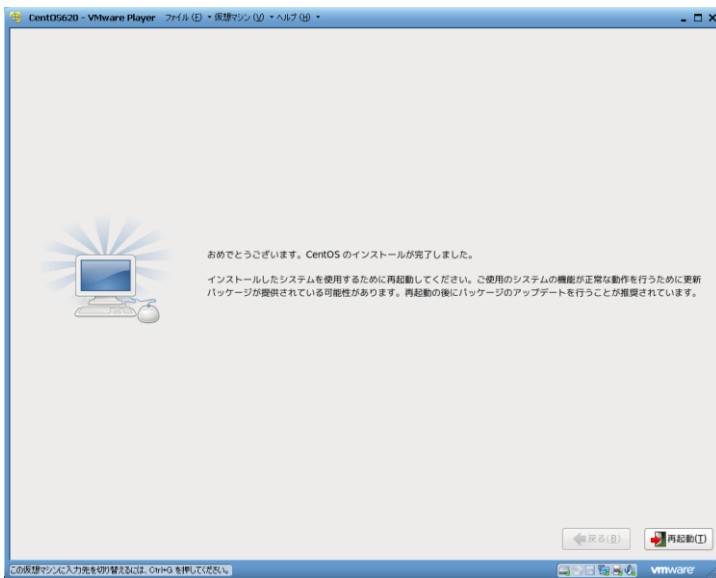 CentOS620 - VMware Player ファイル(F) ▾ 仮想マシン(V) ▾ ヘルプ(H) ▾
おめでとうございます。CentOS のインストールが完了しました。
インストールしたシステムを使用するために再起動してください。ご使用のシステムの機能が正常な動作を行うために更新
パッケージが提供されている可能性があります。再起動の後にパッケージのアップデートを行うことが推奨されています。
戻る(B) 再起動(T)
この仮想マシンに入力先を切り替えるには、Ctrl+G を押してください。 vmware